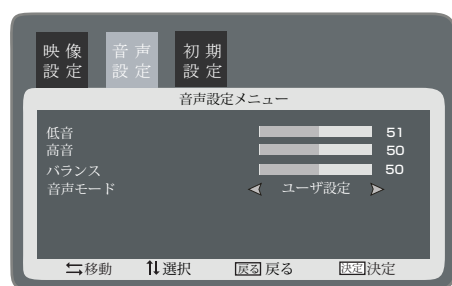 映像 音声 初期
設定 設定 設定
音声設定メニュー
低音 51
高音 50
バランス 50
音声モード ユーザ設定
移動 選択 戻る 戻る 決定 決定